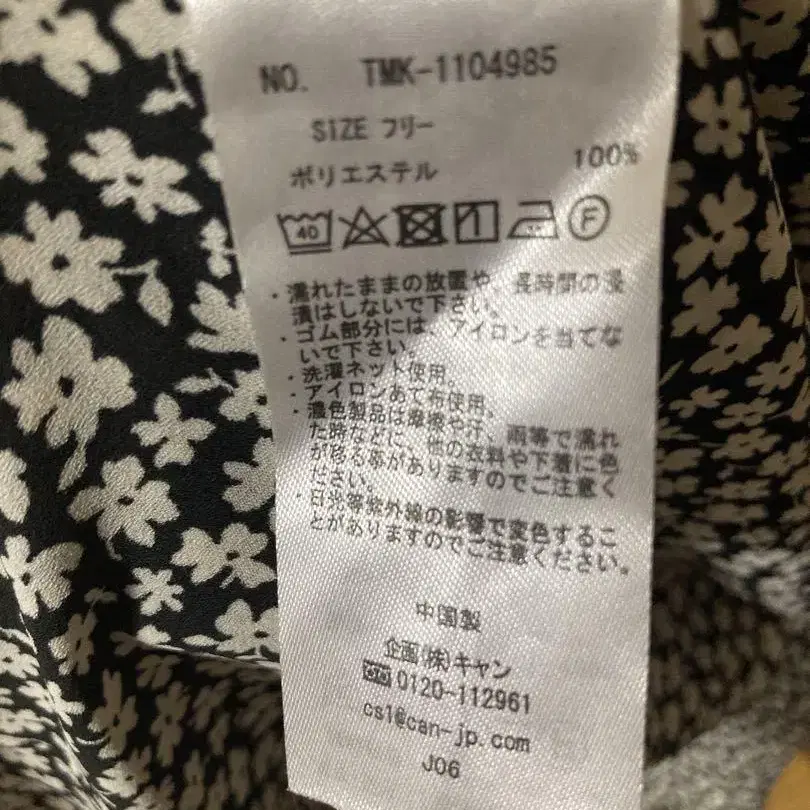 NO. TMK-1104985
SIZE フリー
ポリエステル 100%
40
F
・濡れたままの放置や、長時間の浸
漬はしないで下さい。
・ゴム部分には、アイロンを当てな
いで下さい。
・洗濯ネット使用。
・アイロンあて布使用。
・濃色製品は摩擦や汗、雨等で濡れ
た時などに、他の衣料や下着に色
が移る事がありますのでご注意く
ださい。
・日光等紫外線の影響で変色するこ
とがありますのでご注意ください。
中国製
企画(株)キャン
0120-112961
cs1@can-jp.com
J06